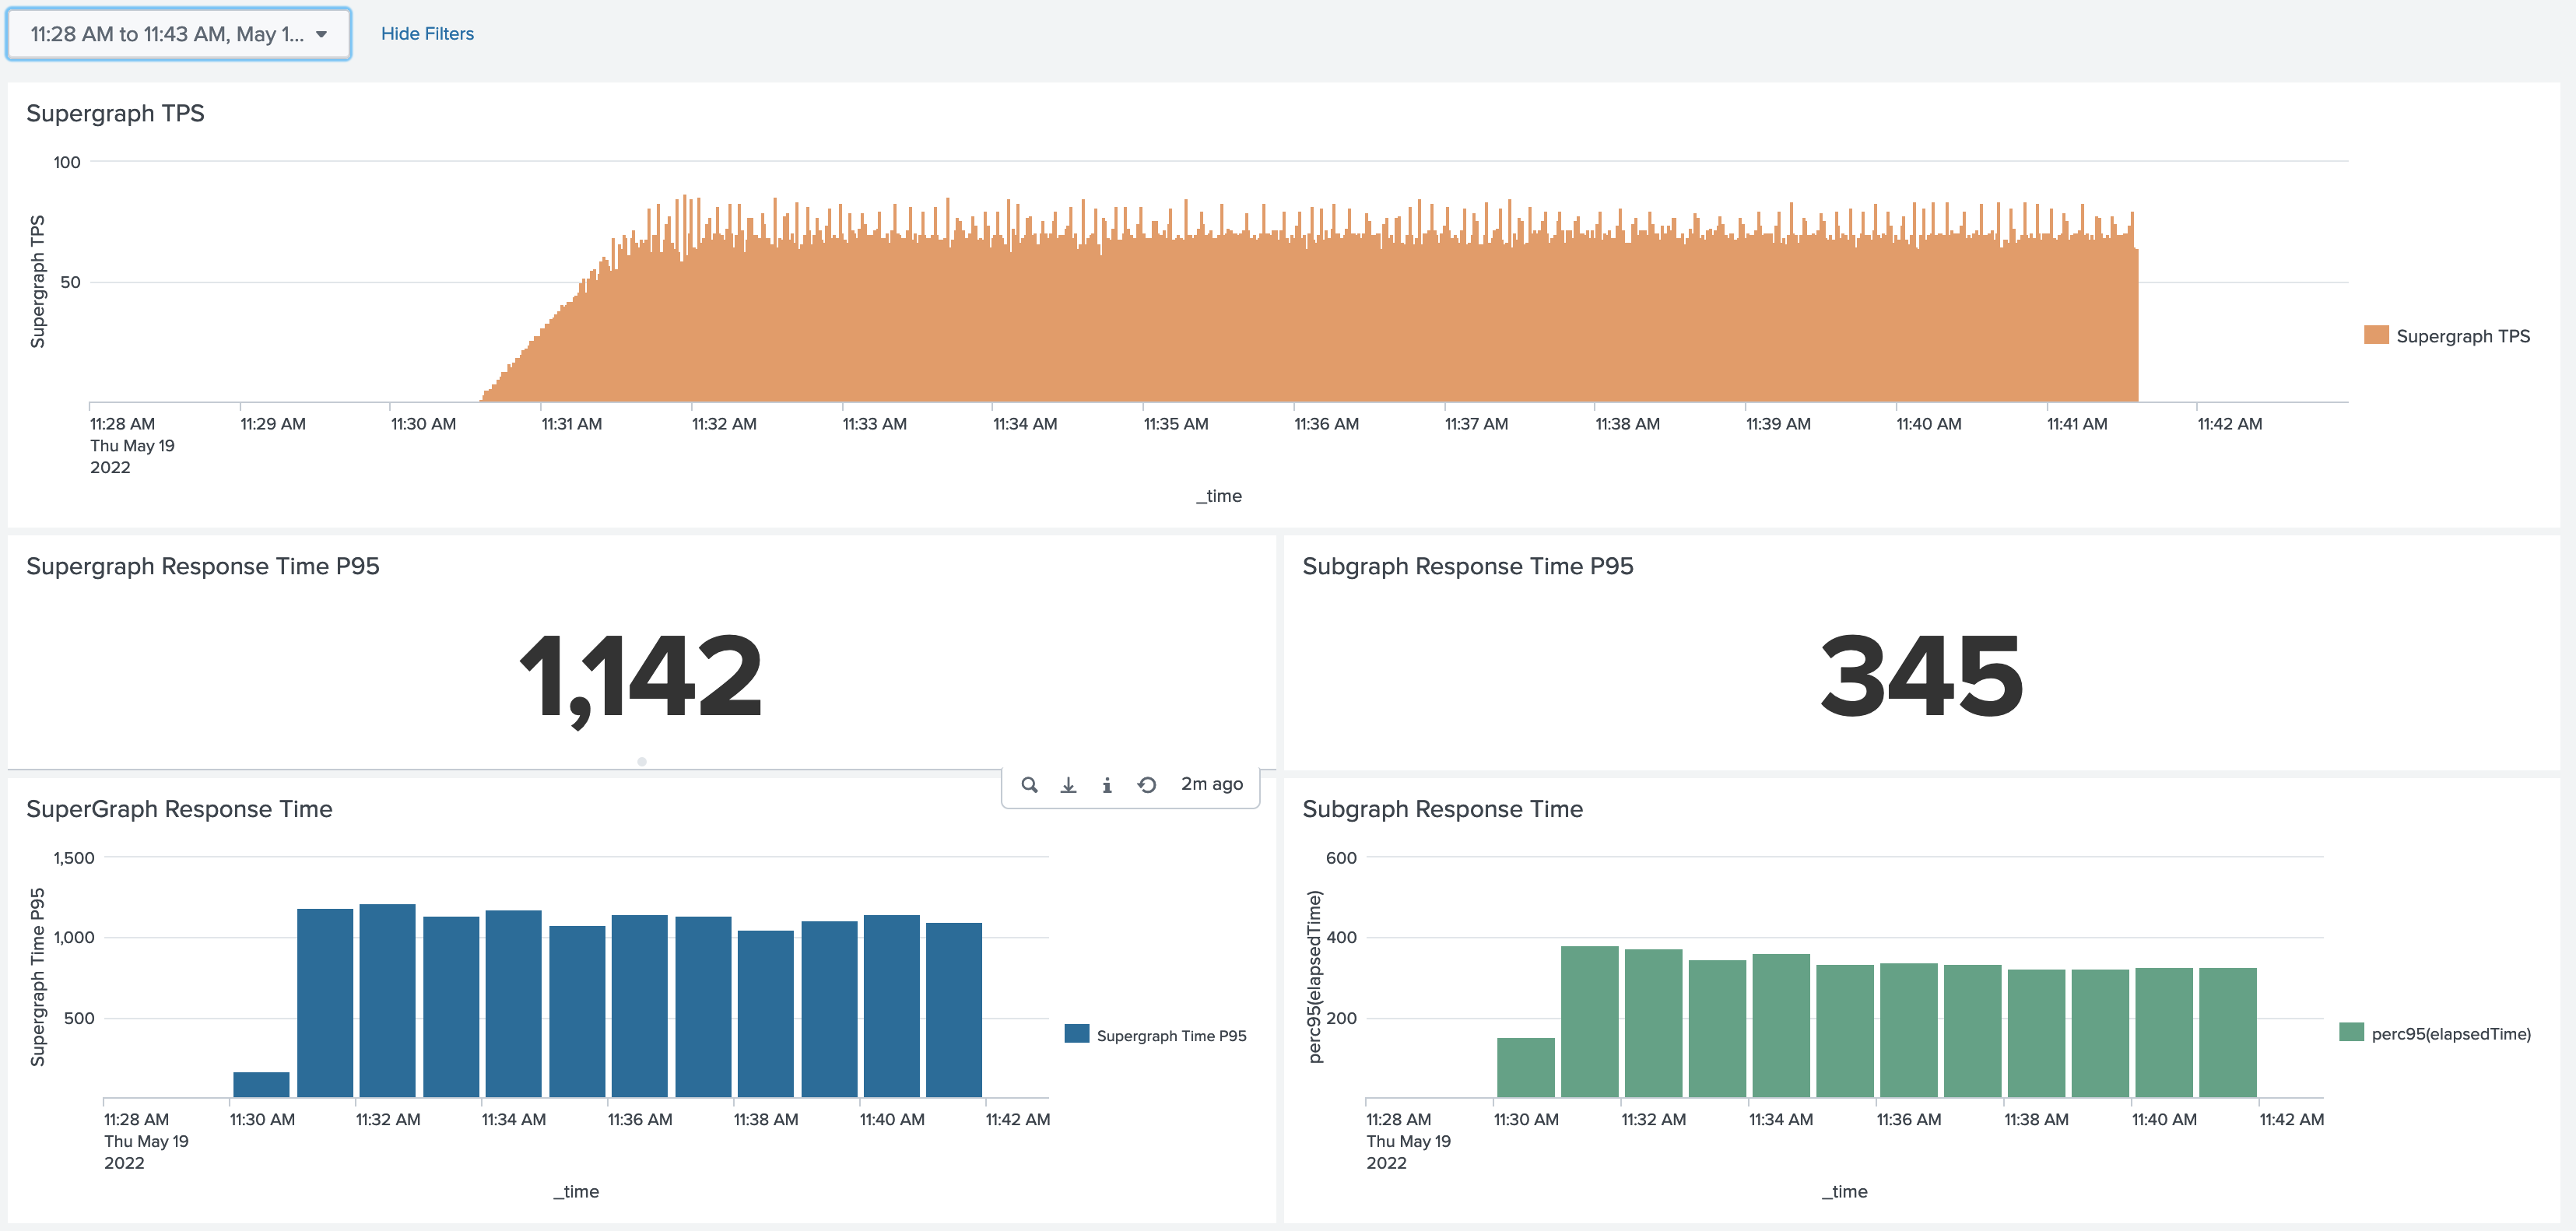 11:28 AM to 11:43 AM, May 1...
Hide Filters
Supergraph TPS
100
50
Supergraph TPS
11:28 AM
Thu May 19
2022
11:29 AM
11:30 AM
11:31 AM
11:32 AM
11:33 AM
11:34 AM
11:35 AM
11:36 AM
11:37 AM
11:38 AM
11:39 AM
11:40 AM
11:41 AM
11:42 AM
_time
Supergraph TPS
Supergraph Response Time P95
1,142
Subgraph Response Time P95
345
2m ago
SuperGraph Response Time
1,500
1,000
500
Supergraph Time P95
11:28 AM
Thu May 19
2022
11:30 AM
11:32 AM
11:34 AM
11:36 AM
11:38 AM
11:40 AM
11:42 AM
_time
Supergraph Time P95
Subgraph Response Time
600
400
200
perc95(elapsedTime)
11:28 AM
Thu May 19
2022
11:30 AM
11:32 AM
11:34 AM
11:36 AM
11:38 AM
11:40 AM
11:42 AM
_time
perc95(elapsedTime)